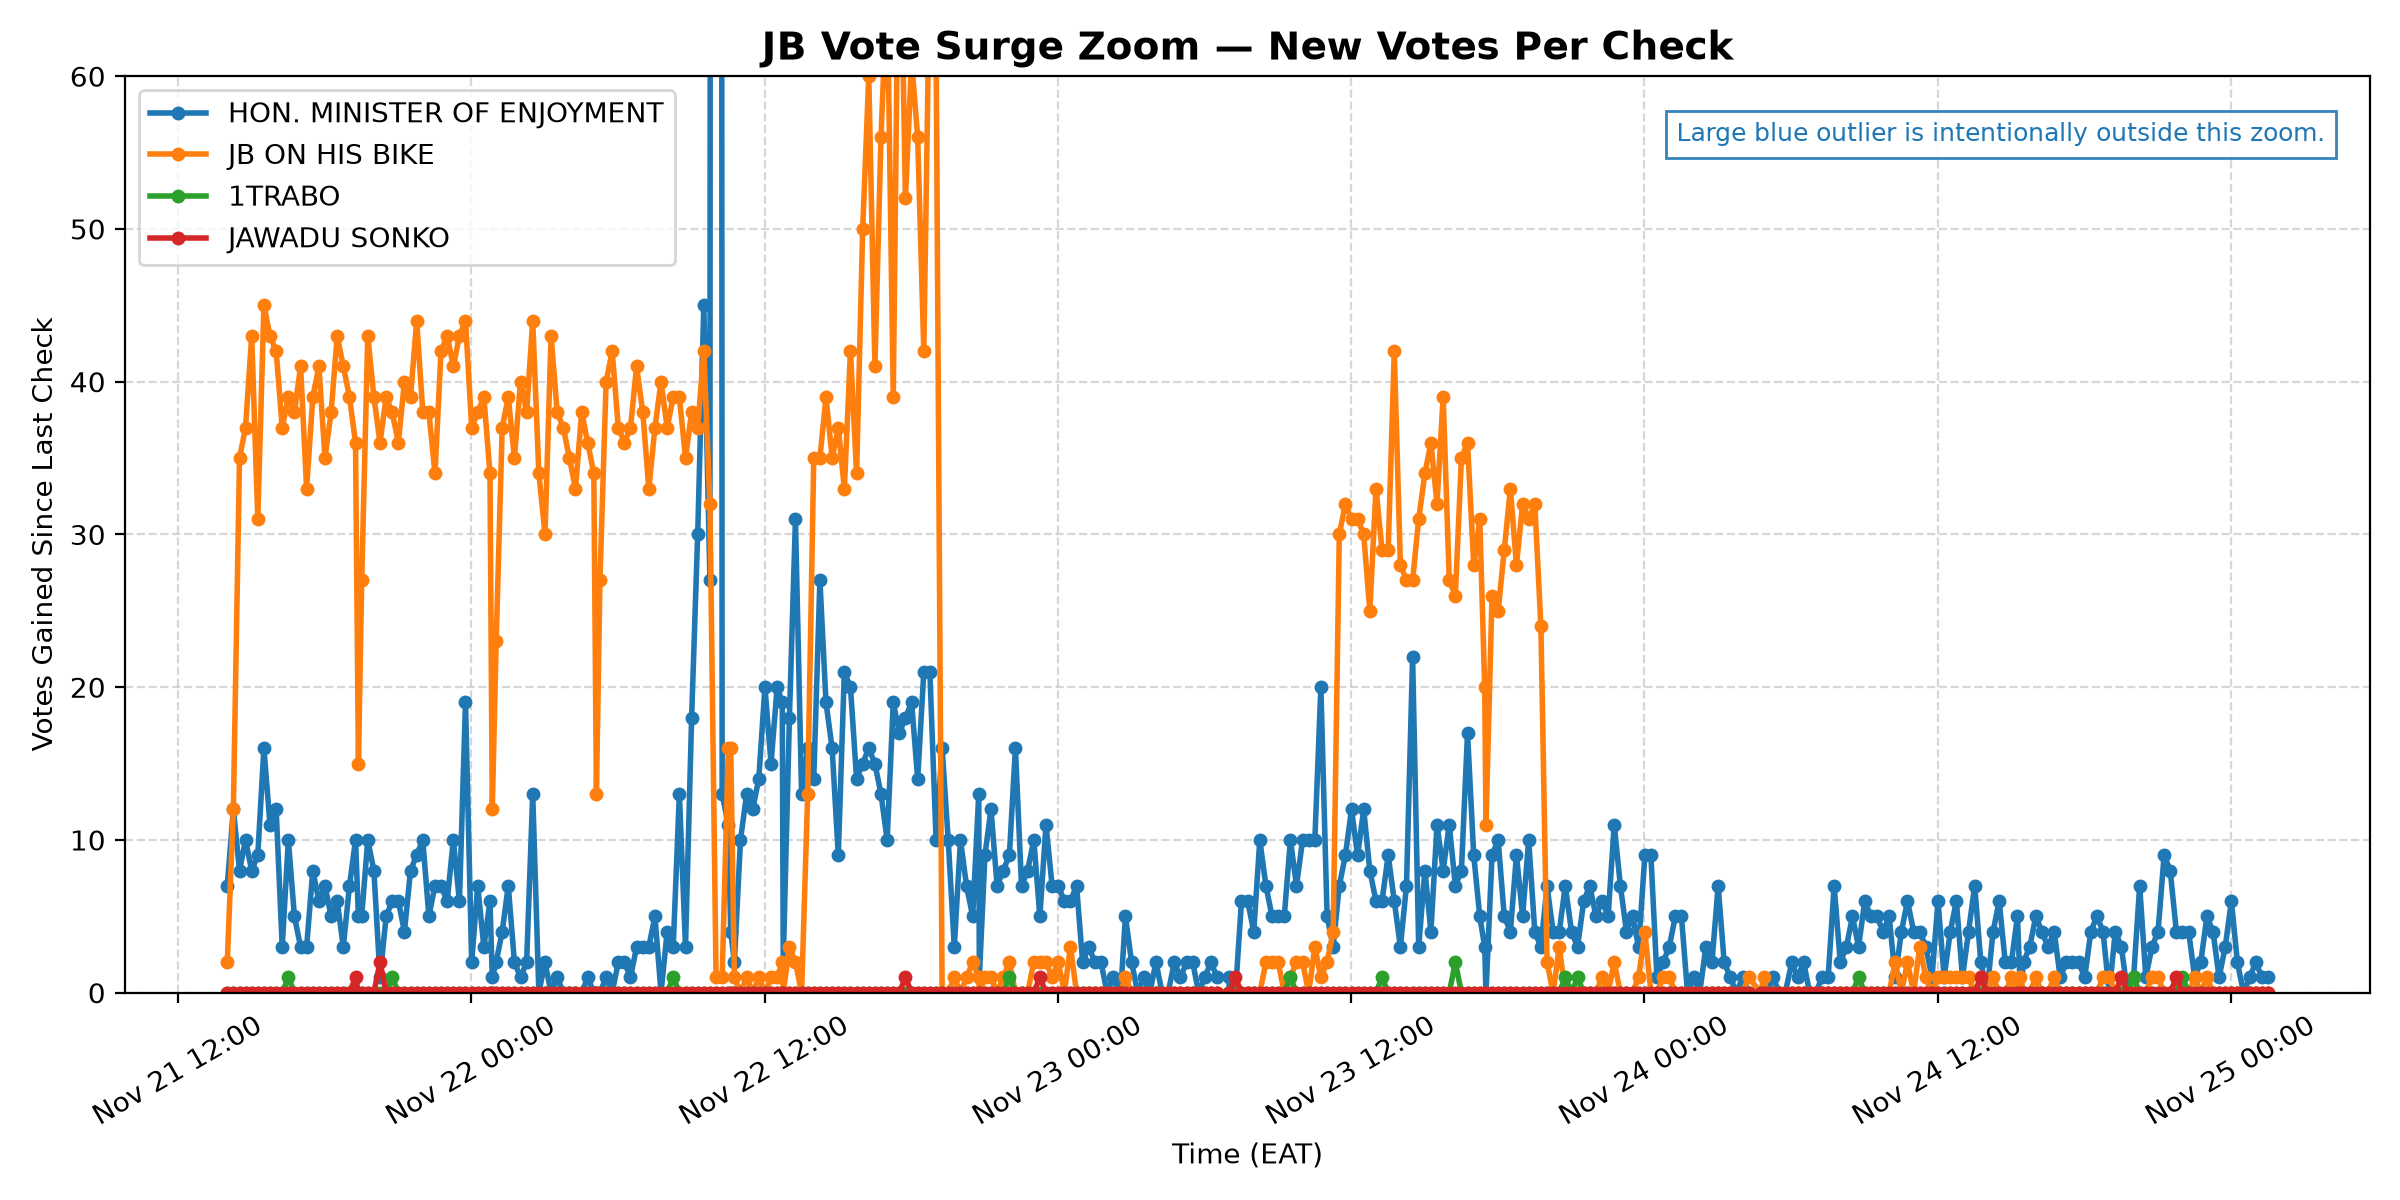 JB Vote Surge Zoom — New Votes Per Check
60
50
40
30
20
10
0
Votes Gained Since Last Check
HON. MINISTER OF ENJOYMENT
JB ON HIS BIKE
1TRABO
JAWADU SONKO
Large blue outlier is intentionally outside this zoom.
Nov 21 12:00
Nov 22 00:00
Nov 22 12:00
Nov 23 00:00
Nov 23 12:00
Nov 24 00:00
Nov 24 12:00
Nov 25 00:00
Time (EAT)